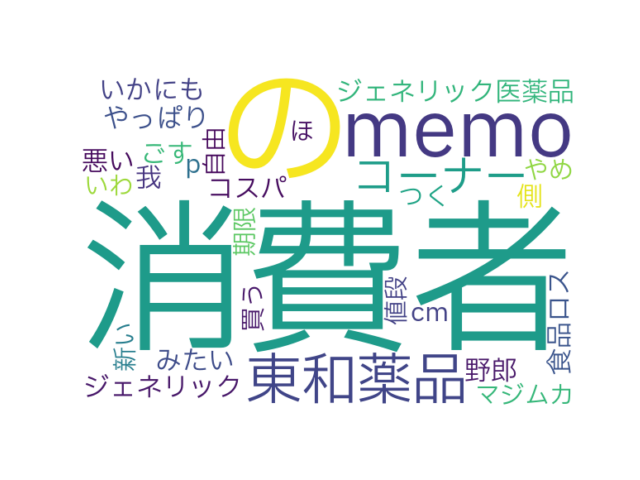 いかにも
の
ジェネリック医薬品
やっぱり
ほ
memo
自由
悪い
ごす
p
コーナー
やめ
いわ
我
コスパ
つく
側
消費者
期限
買う
値段
cm
食品ロス
新しい
みたい
東和薬品
野郎
ジェネリック
マジムカ